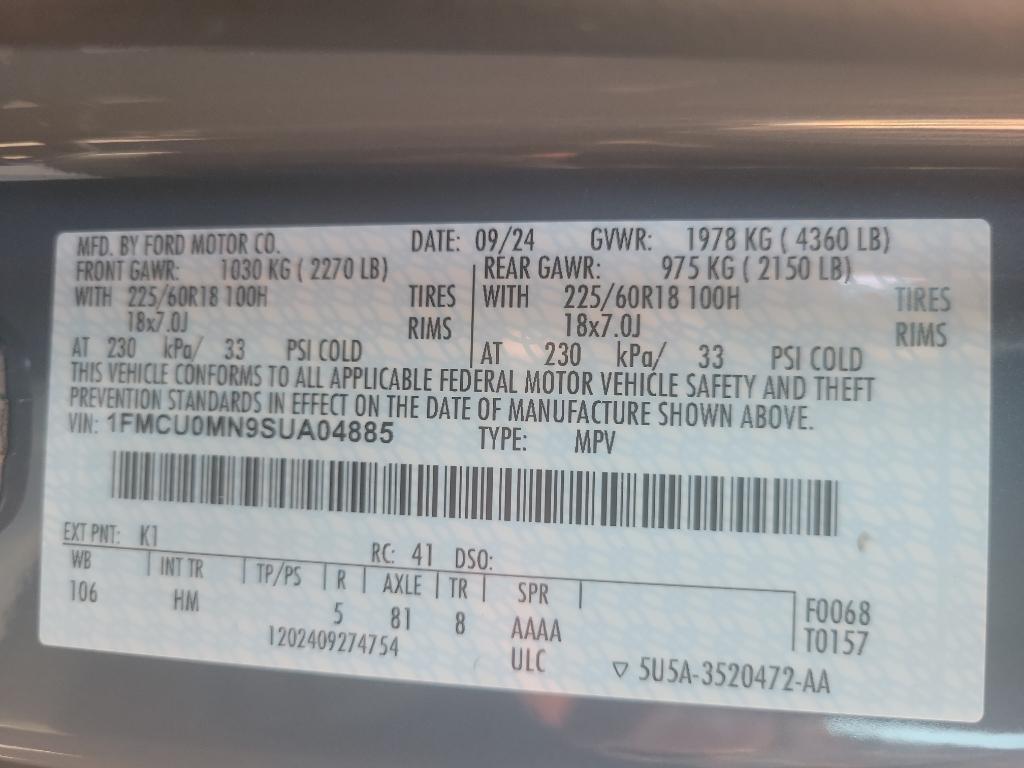 MFD. BY FORD MOTOR CO. DATE: 09/24 GVWR: 1978 KG ( 4360 LB)
FRONT GAWR: 1030 KG ( 2270 LB) REAR GAWR: 975 KG ( 2150 LB)
WITH 225/60R18 100H TIRES WITH 225/60R18 100H TIRES
18x7.0J RIMS 18x7.0J RIMS
AT 230 kPa/ 33 PSI COLD AT 230 kPa/ 33 PSI COLD
THIS VEHICLE CONFORMS TO ALL APPLICABLE FEDERAL MOTOR VEHICLE SAFETY AND THEFT
PREVENTION STANDARDS IN EFFECT ON THE DATE OF MANUFACTURE SHOWN ABOVE.
VIN: 1FMCU0MN9SUA04885 TYPE: MPV
EXT PNT: K1 RC: 41 DSO:
WB INT TR TP/PS R AXLE TR SPR
106 HM 5 81 8 AAAA F0068
1202409274754 ULC T0157
▽ 5U5A-3520472-AA